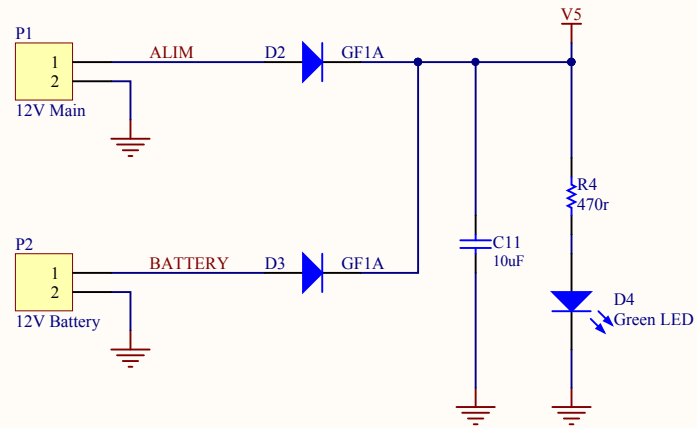 V5
P1
ALIM
D2
GF1A
1
2
12V Main
R4
470r
P2
BATTERY
D3
GF1A
1
2
12V Battery
C11
10uF
D4
Green LED